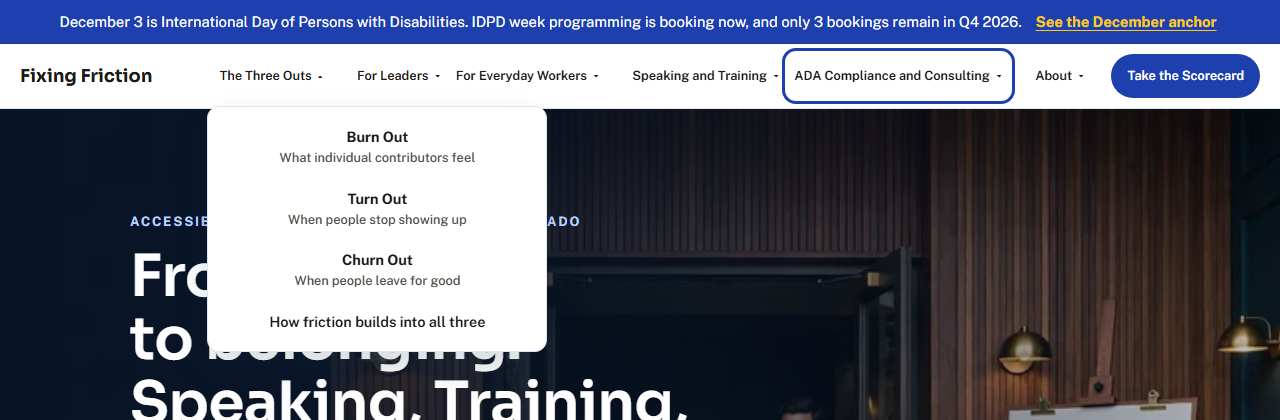 December 3 is International Day of Persons with Disabilities. IDPD week programming is booking now, and only 3 bookings remain in Q4 2026. See the December anchor
Fixing Friction The Three Outs For Leaders For Everyday Workers Speaking and Training ADA Compliance and Consulting About Take the Scorecard
Burn Out
What individual contributors feel
Turn Out
When people stop showing up
Churn Out
When people leave for good
How friction builds into all three
to belonging.
Speaking, Training,